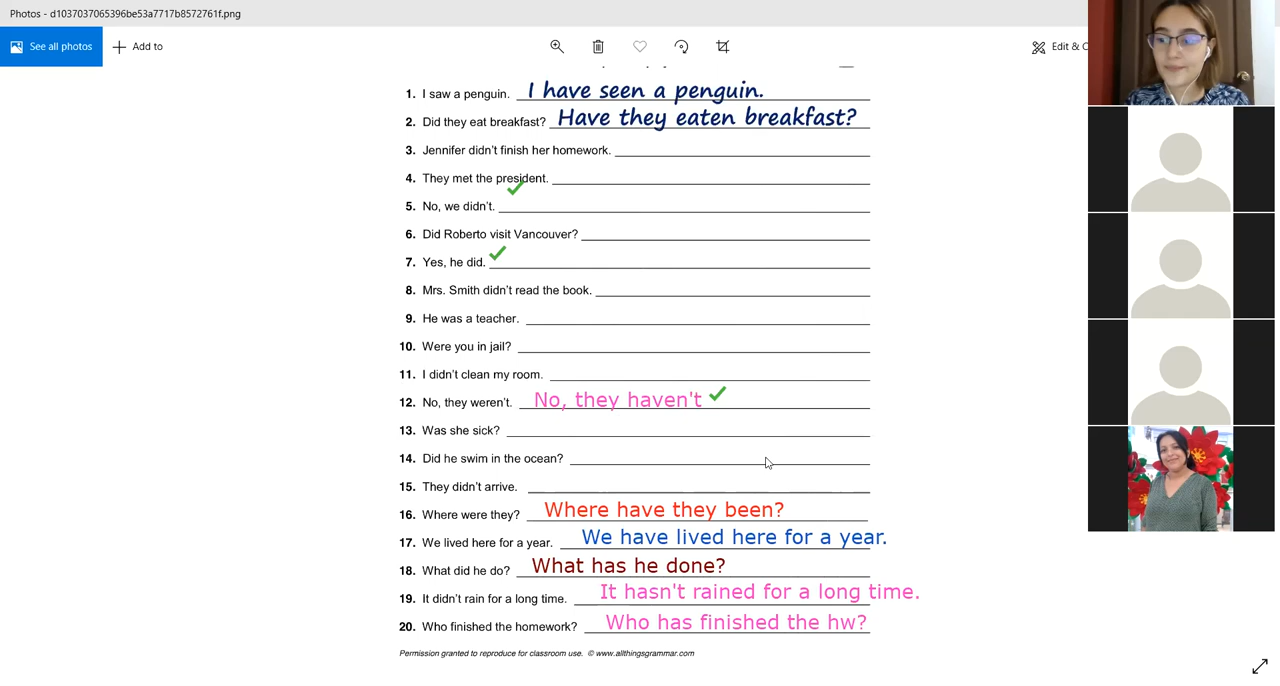 Photos - d1037037065396be53a7717b8572761f.png
See all photos
Add to
Edit & C
1. I saw a penguin. I have seen a penguin.
2. Did they eat breakfast? Have they eaten breakfast?
3. Jennifer didn't finish her homework.
4. They met the president.
5. No, we didn't.
6. Did Roberto visit Vancouver?
7. Yes, he did.
8. Mrs. Smith didn't read the book.
9. He was a teacher.
10. Were you in jail?
11. I didn't clean my room.
12. No, they weren't. No, they haven't
13. Was she sick?
14. Did he swim in the ocean?
15. They didn't arrive.
16. Where were they? Where have they been?
17. We lived here for a year. We have lived here for a year.
18. What did he do? What has he done?
19. It didn't rain for a long time. It hasn't rained for a long time.
20. Who finished the homework? Who has finished the hw?
Permission granted to reproduce for classroom use. © www.allthingsgrammar.com